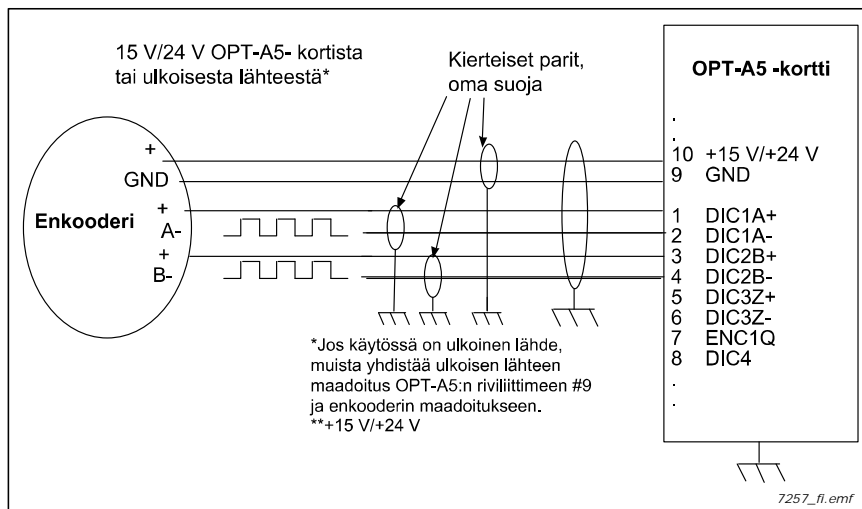 15 V/24 V OPT-A5- kortista
tai ulkoisesta lähteestä*
Kierteiset parit,
oma suoja
OPT-A5 -kortti
.
.
+
GND
+
A-
+
B-
Enkooderi
10 +15 V/+24 V
9 GND
1 DIC1A+
2 DIC1A-
3 DIC2B+
4 DIC2B-
5 DIC3Z+
6 DIC3Z-
7 ENC1Q
8 DIC4
.
.
*Jos käytössä on ulkoinen lähde,
muista yhdistää ulkoisen lähteen
maadoitus OPT-A5:n riviliittimeen #9
ja enkooderin maadoitukseen.
**+15 V/+24 V
7257_fi.emf